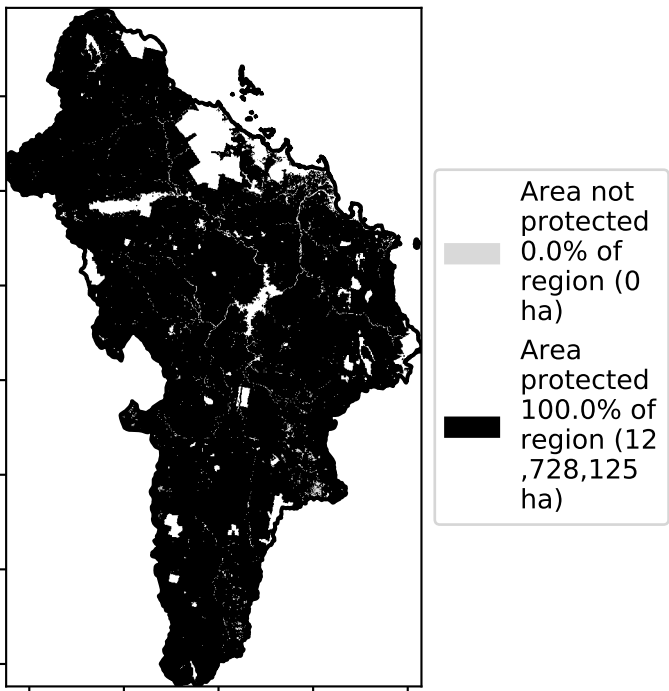 Area not
protected
0.0% of
region (0
ha)
Area
protected
100.0% of
region (12
,728,125
ha)